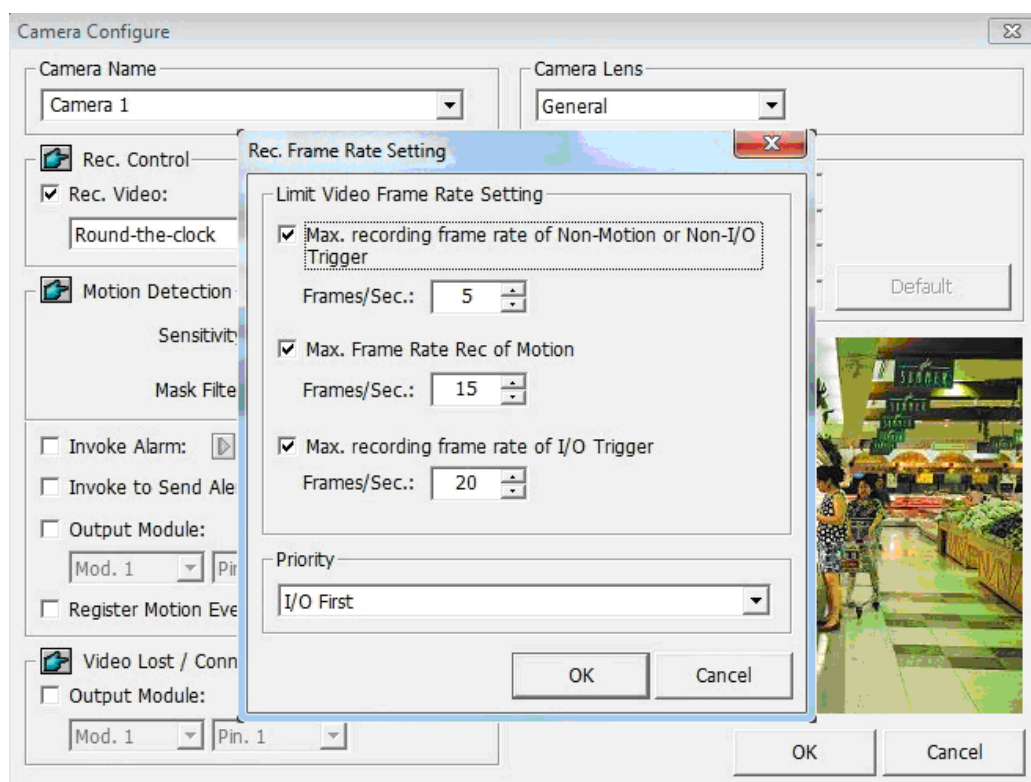 Camera Configure
Camera Name
Camera 1
Camera Lens
General
Rec. Control
Rec. Video:
Round-the-clock
Motion Detection
Sensitivity
Mask Filte
Default
Invoke Alarm:
Invoke to Send Ale
Output Module:
Mod. 1
Pin
Register Motion Eve
Video Lost / Conn
Output Module:
Mod. 1
Pin. 1
OK
Cancel
Rec. Frame Rate Setting
Limit Video Frame Rate Setting
Max. recording frame rate of Non-Motion or Non-I/O
Trigger
Frames/Sec.: 5
Max. Frame Rate Rec of Motion
Frames/Sec.: 15
Max. recording frame rate of I/O Trigger
Frames/Sec.: 20
Priority
I/O First
OK
Cancel
SUMMER